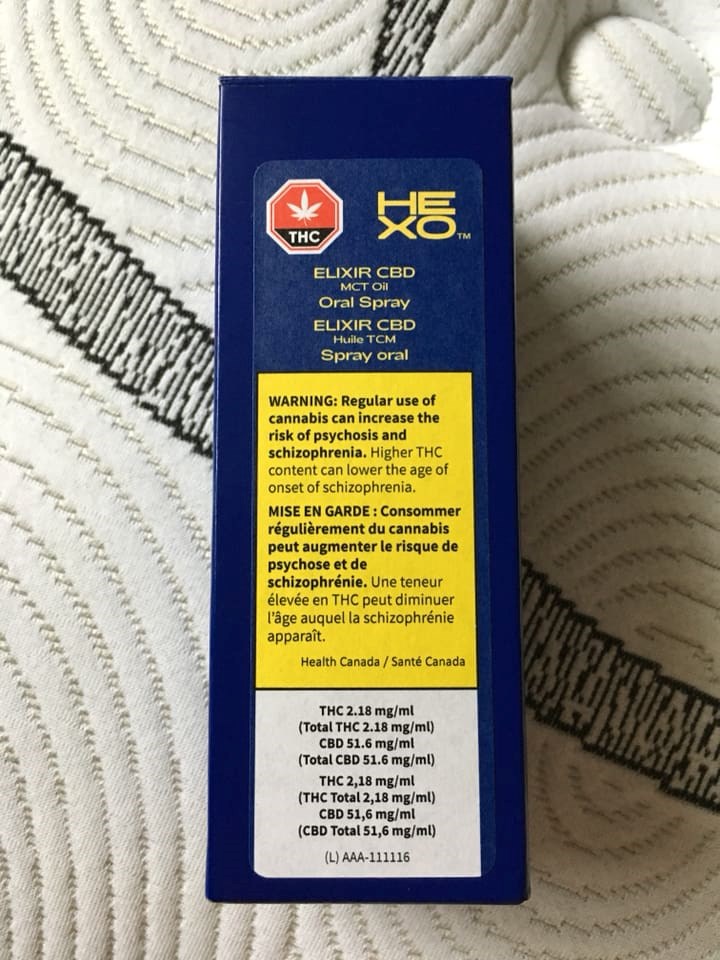 THC
HE
XO™
ELIXIR CBD
MCT Oil
Oral Spray
ELIXIR CBD
Huile TCM
Spray oral
WARNING: Regular use of
cannabis can increase the
risk of psychosis and
schizophrenia. Higher THC
content can lower the age of
onset of schizophrenia.
MISE EN GARDE : Consommer
régulièrement du cannabis
peut augmenter le risque de
psychose et de
schizophrénie. Une teneur
élevée en THC peut diminuer
l'âge auquel la schizophrénie
apparaît.
Health Canada / Santé Canada
THC 2.18 mg/ml
(Total THC 2.18 mg/ml)
CBD 51.6 mg/ml
(Total CBD 51.6 mg/ml)
THC 2,18 mg/ml
(THC Total 2,18 mg/ml)
CBD 51,6 mg/ml
(CBD Total 51,6 mg/ml)
(L) AAA-111116